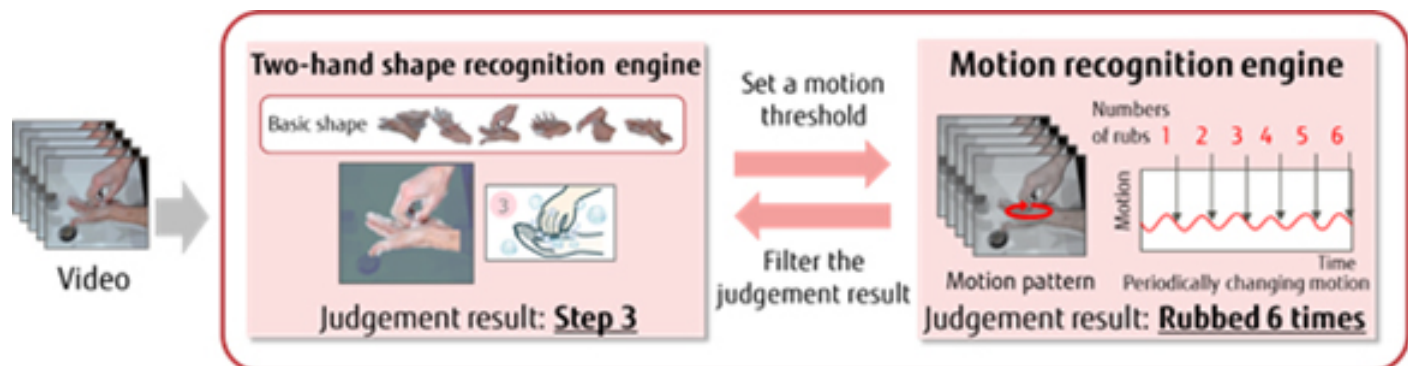 Two-hand shape recognition engine
Basic shape
3
Video
Judgement result: Step 3
Set a motion
threshold
Filter the
judgement result
Motion recognition engine
Numbers
of rubs 1 2 3 4 5 6
Motion
Time
Motion pattern
Periodically changing motion
Judgement result: Rubbed 6 times